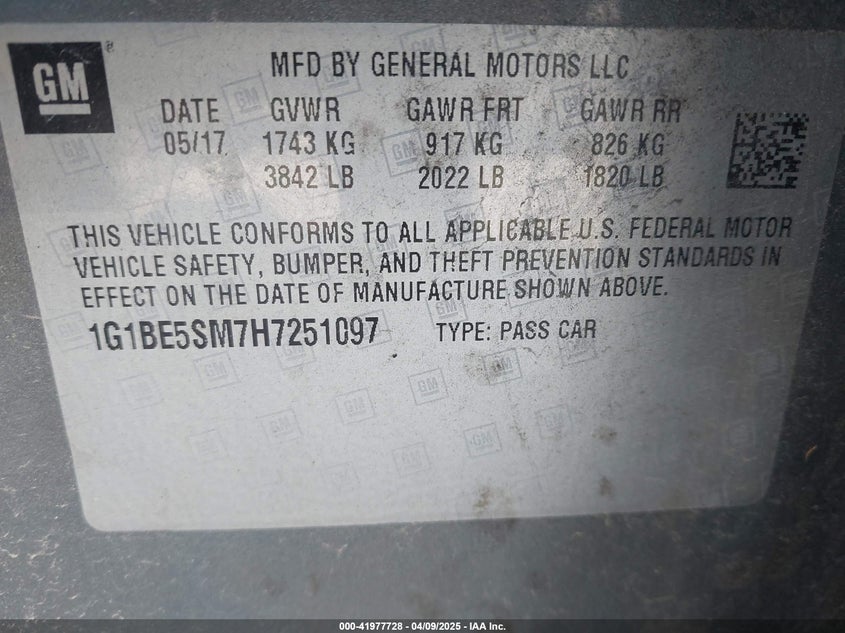 GM ®
MFD BY GENERAL MOTORS LLC
DATE GVWR GAWR FRT GAWR RR
05/17 1743 KG 917 KG 826 KG
3842 LB 2022 LB 1820 LB
THIS VEHICLE CONFORMS TO ALL APPLICABLE U.S. FEDERAL MOTOR
VEHICLE SAFETY, BUMPER, AND THEFT PREVENTION STANDARDS IN
EFFECT ON THE DATE OF MANUFACTURE SHOWN ABOVE.
1G1BE5SM7H7251097 TYPE: PASS CAR
000-41977728 - 04/09/2025 - IAA Inc.